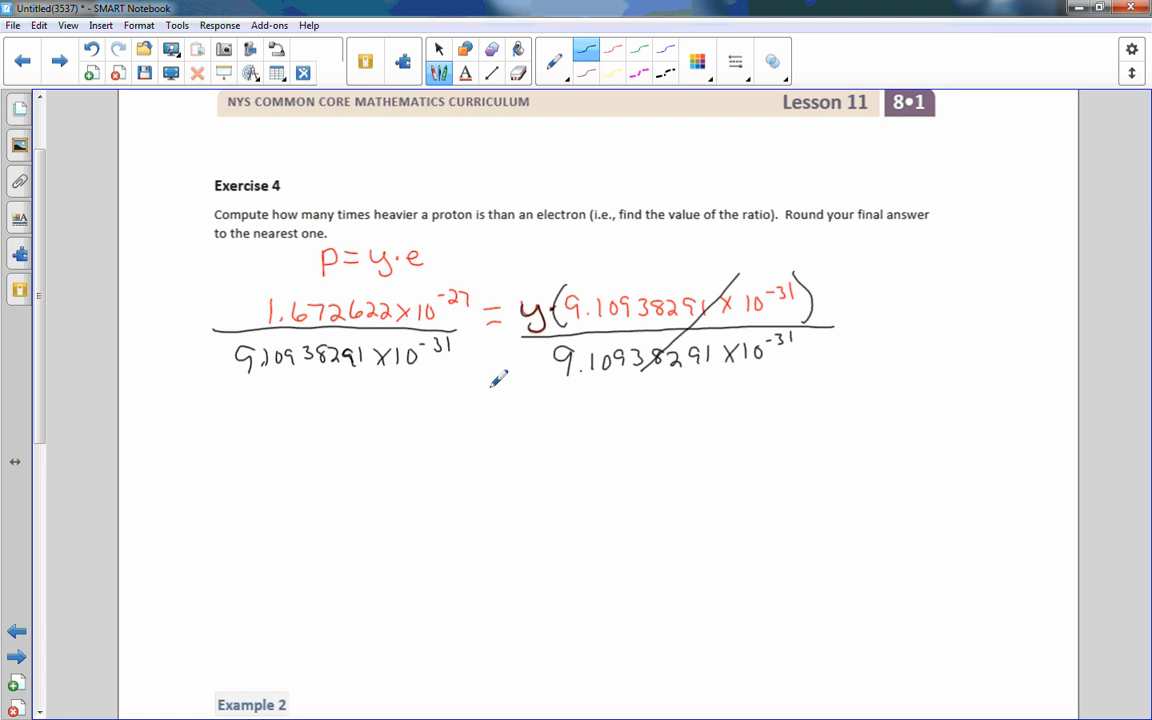 Untitled(3537) * - SMART Notebook
File Edit View Insert Format Tools Response Add-ons Help
NYS COMMON CORE MATHEMATICS CURRICULUM Lesson 11 8•1
Exercise 4
Compute how many times heavier a proton is than an electron (i.e., find the value of the ratio). Round your final answer
to the nearest one.
P = y · e
1.672622 × 10^-27 = y · (9.10938291 × 10^-31)
9.10938291 × 10^-31 9.10938291 × 10^-31
Example 2